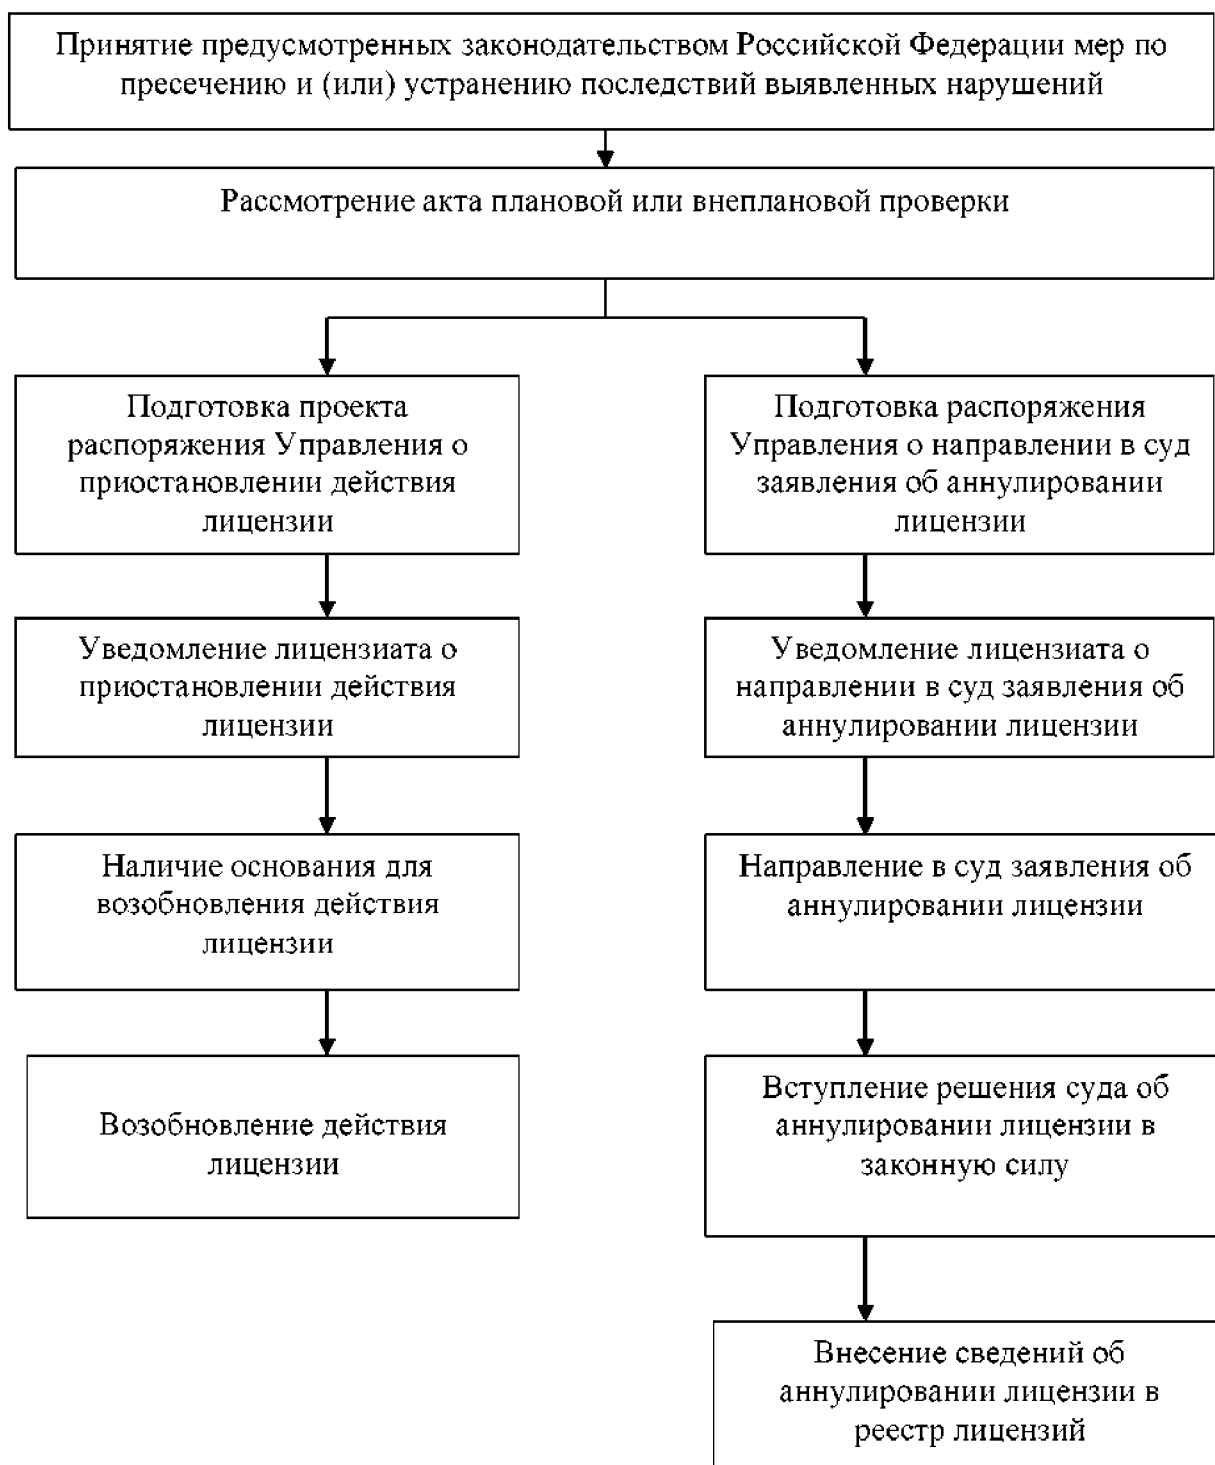 Принятие предусмотренных законодательством Российской Федерации мер по
пресечению и (или) устранению последствий выявленных нарушений
Рассмотрение акта плановой или внеплановой проверки
Подготовка проекта
распоряжения Управления о
приостановлении действия
лицензии
Подготовка распоряжения
Управления о направлении в суд
заявления об аннулировании
лицензии
Уведомление лицензиата о
приостановлении действия
лицензии
Уведомление лицензиата о
направлении в суд заявления об
аннулировании лицензии
Наличие основания для
возобновления действия
лицензии
Направление в суд заявления об
аннулировании лицензии
Возобновление действия
лицензии
Вступление решения суда об
аннулировании лицензии в
законную силу
Внесение сведений об
аннулировании лицензии в
реестр лицензий